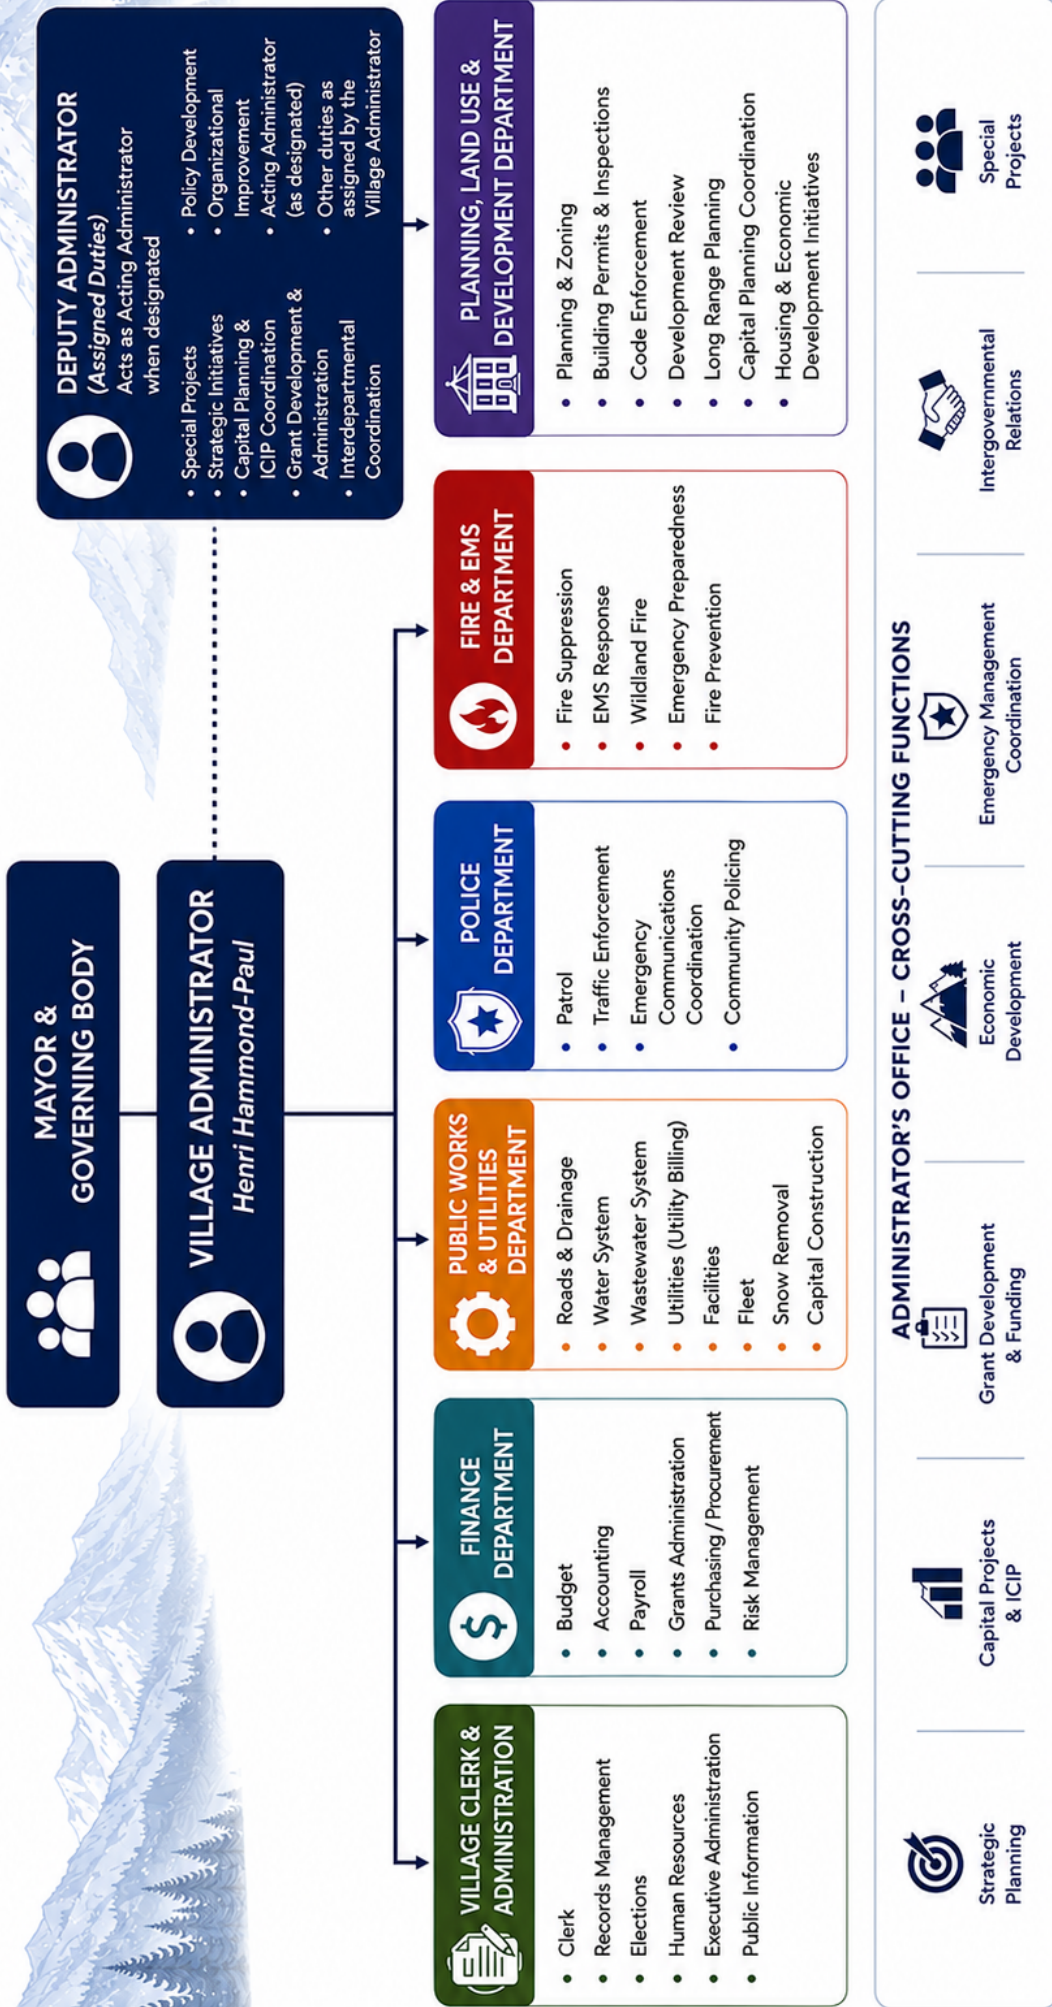 MAYOR &
GOVERNING BODY
VILLAGE ADMINISTRATOR
Henri Hammond-Paul
DEPUTY ADMINISTRATOR
(Assigned Duties)
Acts as Acting Administrator
when designated
• Special Projects
• Strategic Initiatives
• Capital Planning &
ICIP Coordination
• Grant Development &
Administration
• Interdepartmental
Coordination
• Policy Development
• Organizational
Improvement
• Acting Administrator
(as designated)
• Other duties as
assigned by the
Village Administrator
VILLAGE CLERK &
ADMINISTRATION
• Clerk
• Records Management
• Elections
• Human Resources
• Executive Administration
• Public Information
FINANCE
DEPARTMENT
• Budget
• Accounting
• Payroll
• Grants Administration
• Purchasing / Procurement
• Risk Management
PUBLIC WORKS
& UTILITIES
DEPARTMENT
• Roads & Drainage
• Water System
• Wastewater System
• Utilities (Utility Billing)
• Facilities
• Fleet
• Snow Removal
• Capital Construction
POLICE
DEPARTMENT
• Patrol
• Traffic Enforcement
• Emergency
Communications
Coordination
• Community Policing
FIRE & EMS
DEPARTMENT
• Fire Suppression
• EMS Response
• Wildland Fire
• Emergency Preparedness
• Fire Prevention
PLANNING, LAND USE &
DEVELOPMENT DEPARTMENT
• Planning & Zoning
• Building Permits & Inspections
• Code Enforcement
• Development Review
• Long Range Planning
• Capital Planning Coordination
• Housing & Economic
Development Initiatives
ADMINISTRATOR'S OFFICE – CROSS-CUTTING FUNCTIONS
Strategic
Planning
Capital Projects
& ICIP
Grant Development
& Funding
Economic
Development
Emergency Management
Coordination
Intergovernmental
Relations
Special
Projects